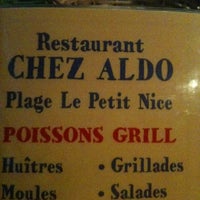 Restaurant
CHEZ ALDO
Plage Le Petit Nice
POISSONS GRILL
Huîtres • Grillades
Moules • Salades